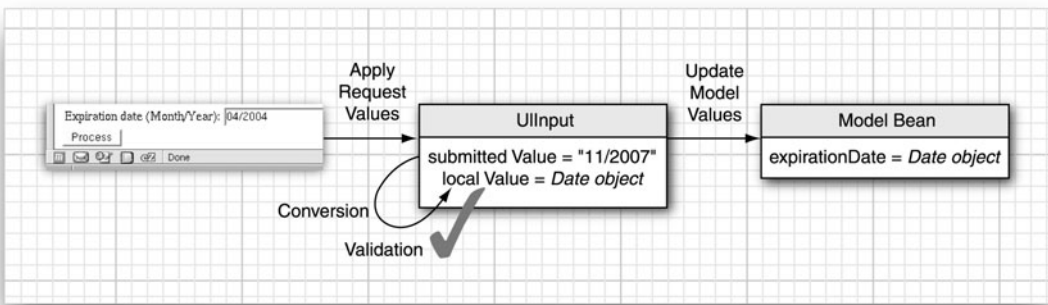 Expiration date (Month/Year): 04/2004
Process
Done
Apply
Request
Values
UIInput
submitted Value = "11/2007"
local Value = Date object
Conversion
Validation
Update
Model
Values
Model Bean
expirationDate = Date object